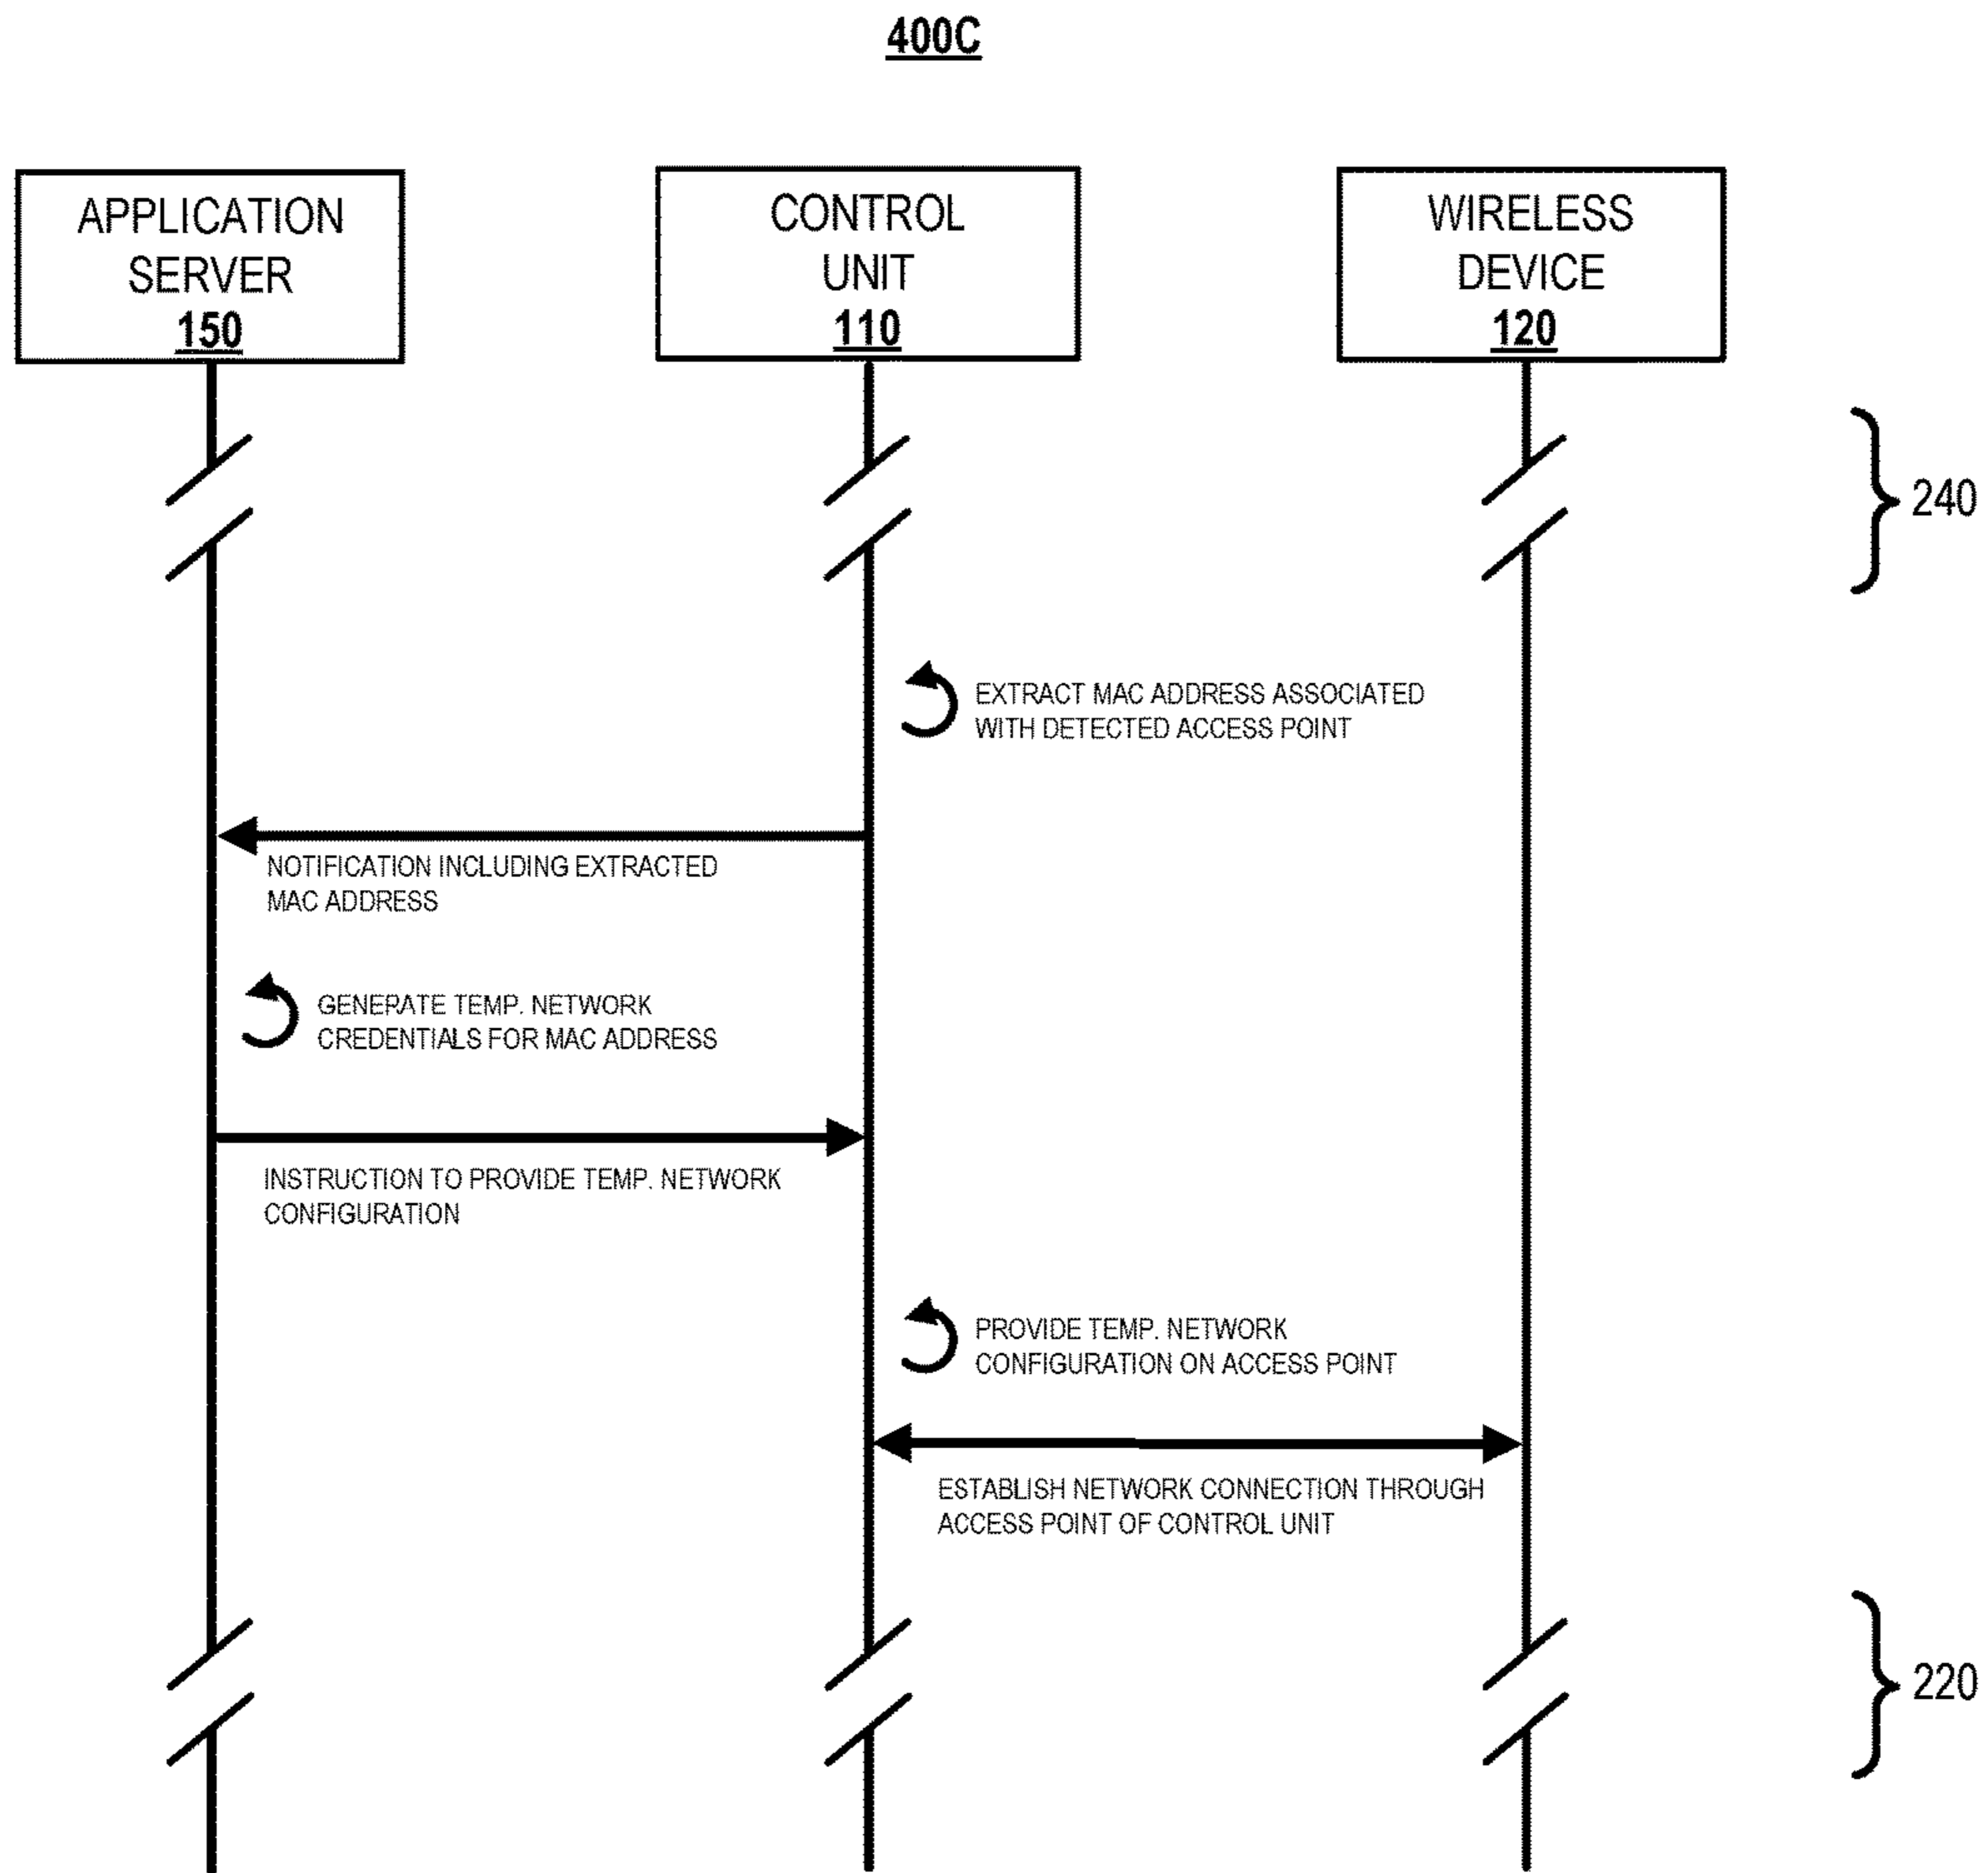 400C
APPLICATION
SERVER
150
CONTROL
UNIT
110
WIRELESS
DEVICE
120
240
EXTRACT MAC ADDRESS ASSOCIATED
WITH DETECTED ACCESS POINT
NOTIFICATION INCLUDING EXTRACTED
MAC ADDRESS
GENERATE TEMP. NETWORK
CREDENTIALS FOR MAC ADDRESS
INSTRUCTION TO PROVIDE TEMP. NETWORK
CONFIGURATION
PROVIDE TEMP. NETWORK
CONFIGURATION ON ACCESS POINT
ESTABLISH NETWORK CONNECTION THROUGH
ACCESS POINT OF CONTROL UNIT
220